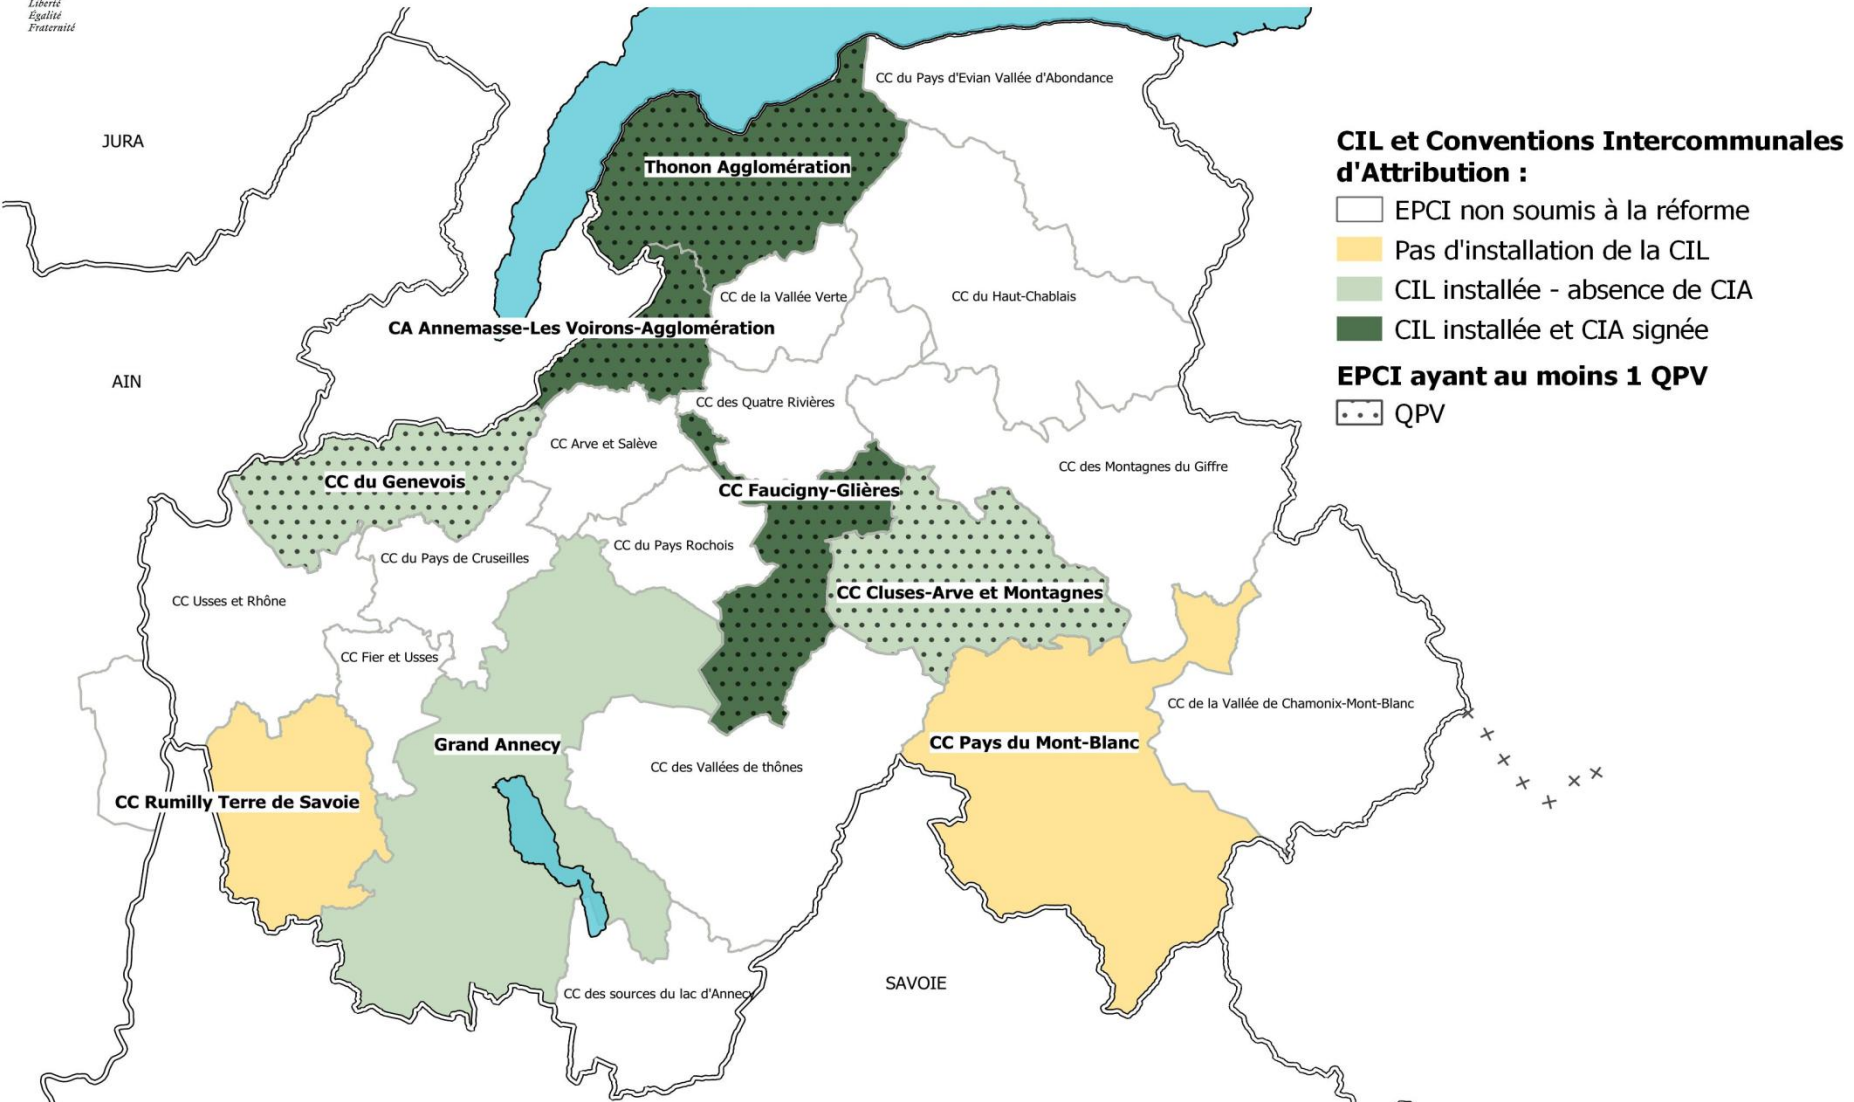 Liberté
Égalité
Fraternité
CC du Pays d'Evian Vallée d'Abondance
JURA
Thonon Agglomération
CC de la Vallée Verte
CC du Haut-Chablais
CA Annemasse-Les Voirons-Agglomération
AIN
CC des Quatre Rivières
CC Arve et Salève
CC des Montagnes du Giffre
CC du Genevois
CC Faucigny-Glières
CC du Pays Rochois
CC du Pays de Cruseilles
CC Cluses-Arve et Montagnes
CC Usses et Rhône
CC Fier et Usses
CC de la Vallée de Chamonix-Mont-Blanc
Grand Annecy
CC Pays du Mont-Blanc
CC des Vallées de thônes
CC Rumilly Terre de Savoie
SAVOIE
CC des sources du lac d'Annecy
CIL et Conventions Intercommunales
d'Attribution :
EPCI non soumis à la réforme
Pas d'installation de la CIL
CIL installée - absence de CIA
CIL installée et CIA signée
EPCI ayant au moins 1 QPV
QPV